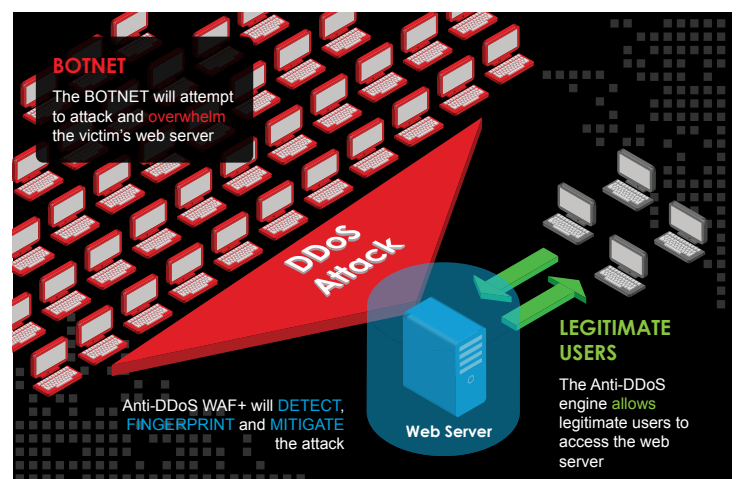 BOTNET
The BOTNET will attempt
to attack and overwhelm
the victim's web server
DDoS
Attack
Anti-DDoS WAF+ will DETECT,
FINGERPRINT and MITIGATE
the attack
Web Server
LEGITIMATE
USERS
The Anti-DDoS
engine allows
legitimate users to
access the web
server